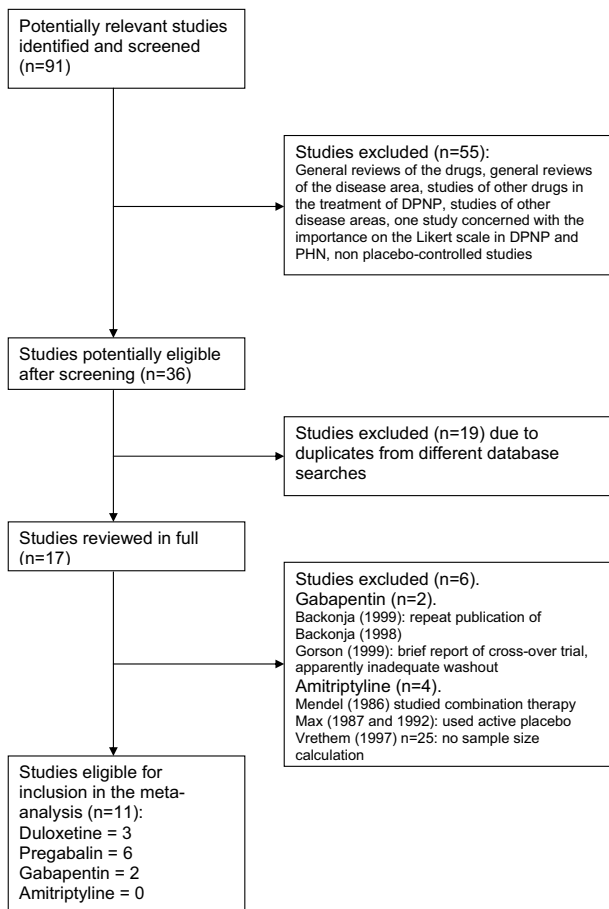 Potentially relevant studies
identified and screened
(n=91)
Studies excluded (n=55):
General reviews of the drugs, general reviews
of the disease area, studies of other drugs in
the treatment of DPNP, studies of other
disease areas, one study concerned with the
importance on the Likert scale in DPNP and
PHN, non placebo-controlled studies
Studies potentially eligible
after screening (n=36)
Studies excluded (n=19) due to
duplicates from different database
searches
Studies reviewed in full
(n=17)
Studies excluded (n=6).
Gabapentin (n=2).
Backonja (1999): repeat publication of
Backonja (1998)
Gorson (1999): brief report of cross-over trial,
apparently inadequate washout
Amitriptyline (n=4).
Mendel (1986) studied combination therapy
Max (1987 and 1992): used active placebo
Vrethem (1997) n=25: no sample size
calculation
Studies eligible for
inclusion in the meta-
analysis (n=11):
Duloxetine = 3
Pregabalin = 6
Gabapentin = 2
Amitriptyline = 0